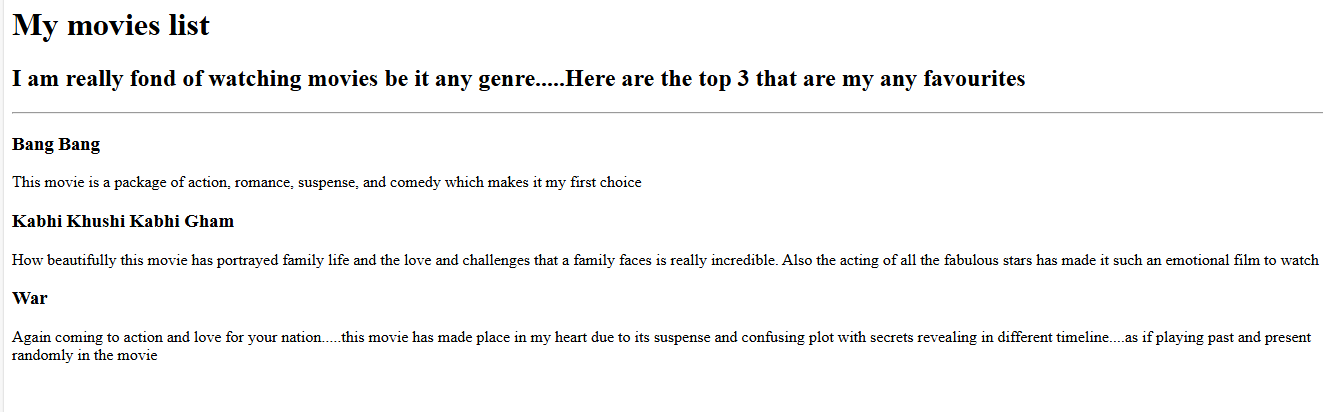 My movies list
I am really fond of watching movies be it any genre.....Here are the top 3 that are my any favourites
Bang Bang
This movie is a package of action, romance, suspense, and comedy which makes it my first choice
Kabhi Khushi Kabhi Gham
How beautifully this movie has portrayed family life and the love and challenges that a family faces is really incredible. Also the acting of all the fabulous stars has made it such an emotional film to watch
War
Again coming to action and love for your nation.....this movie has made place in my heart due to its suspense and confusing plot with secrets revealing in different timeline....as if playing past and present
randomly in the movie